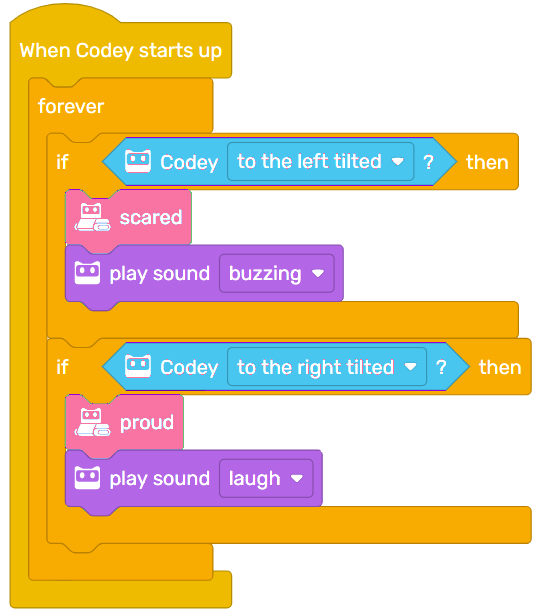 When Codey starts up
forever
if Codey to the left tilted ? then
scared
play sound buzzing
if Codey to the right tilted ? then
proud
play sound laugh